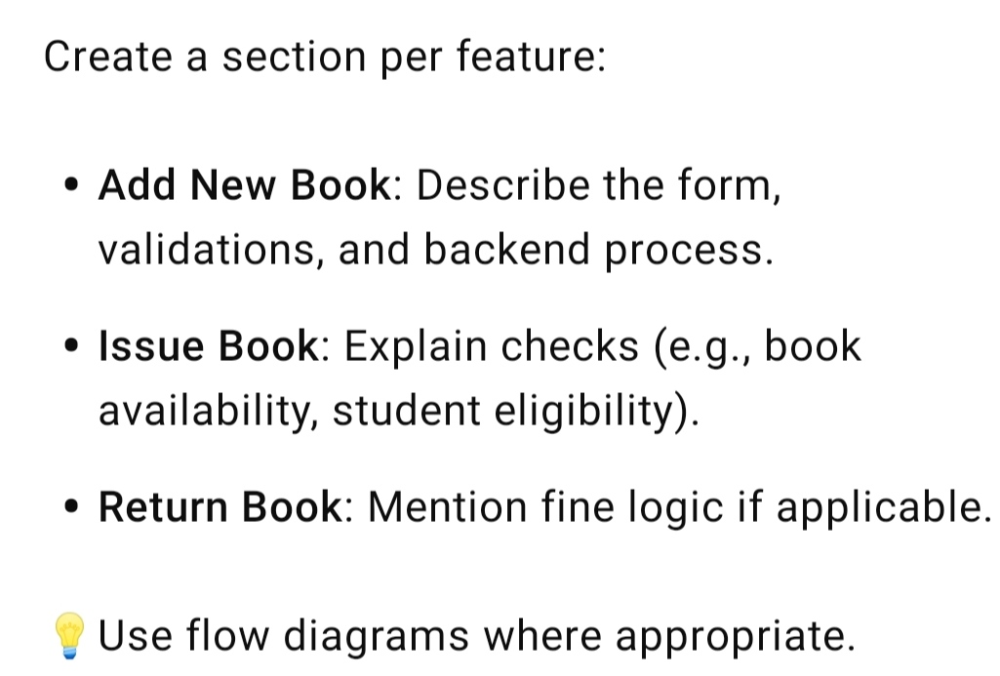 Create a section per feature:
• Add New Book: Describe the form,
validations, and backend process.
• Issue Book: Explain checks (e.g., book
availability, student eligibility).
• Return Book: Mention fine logic if applicable.
💡 Use flow diagrams where appropriate.